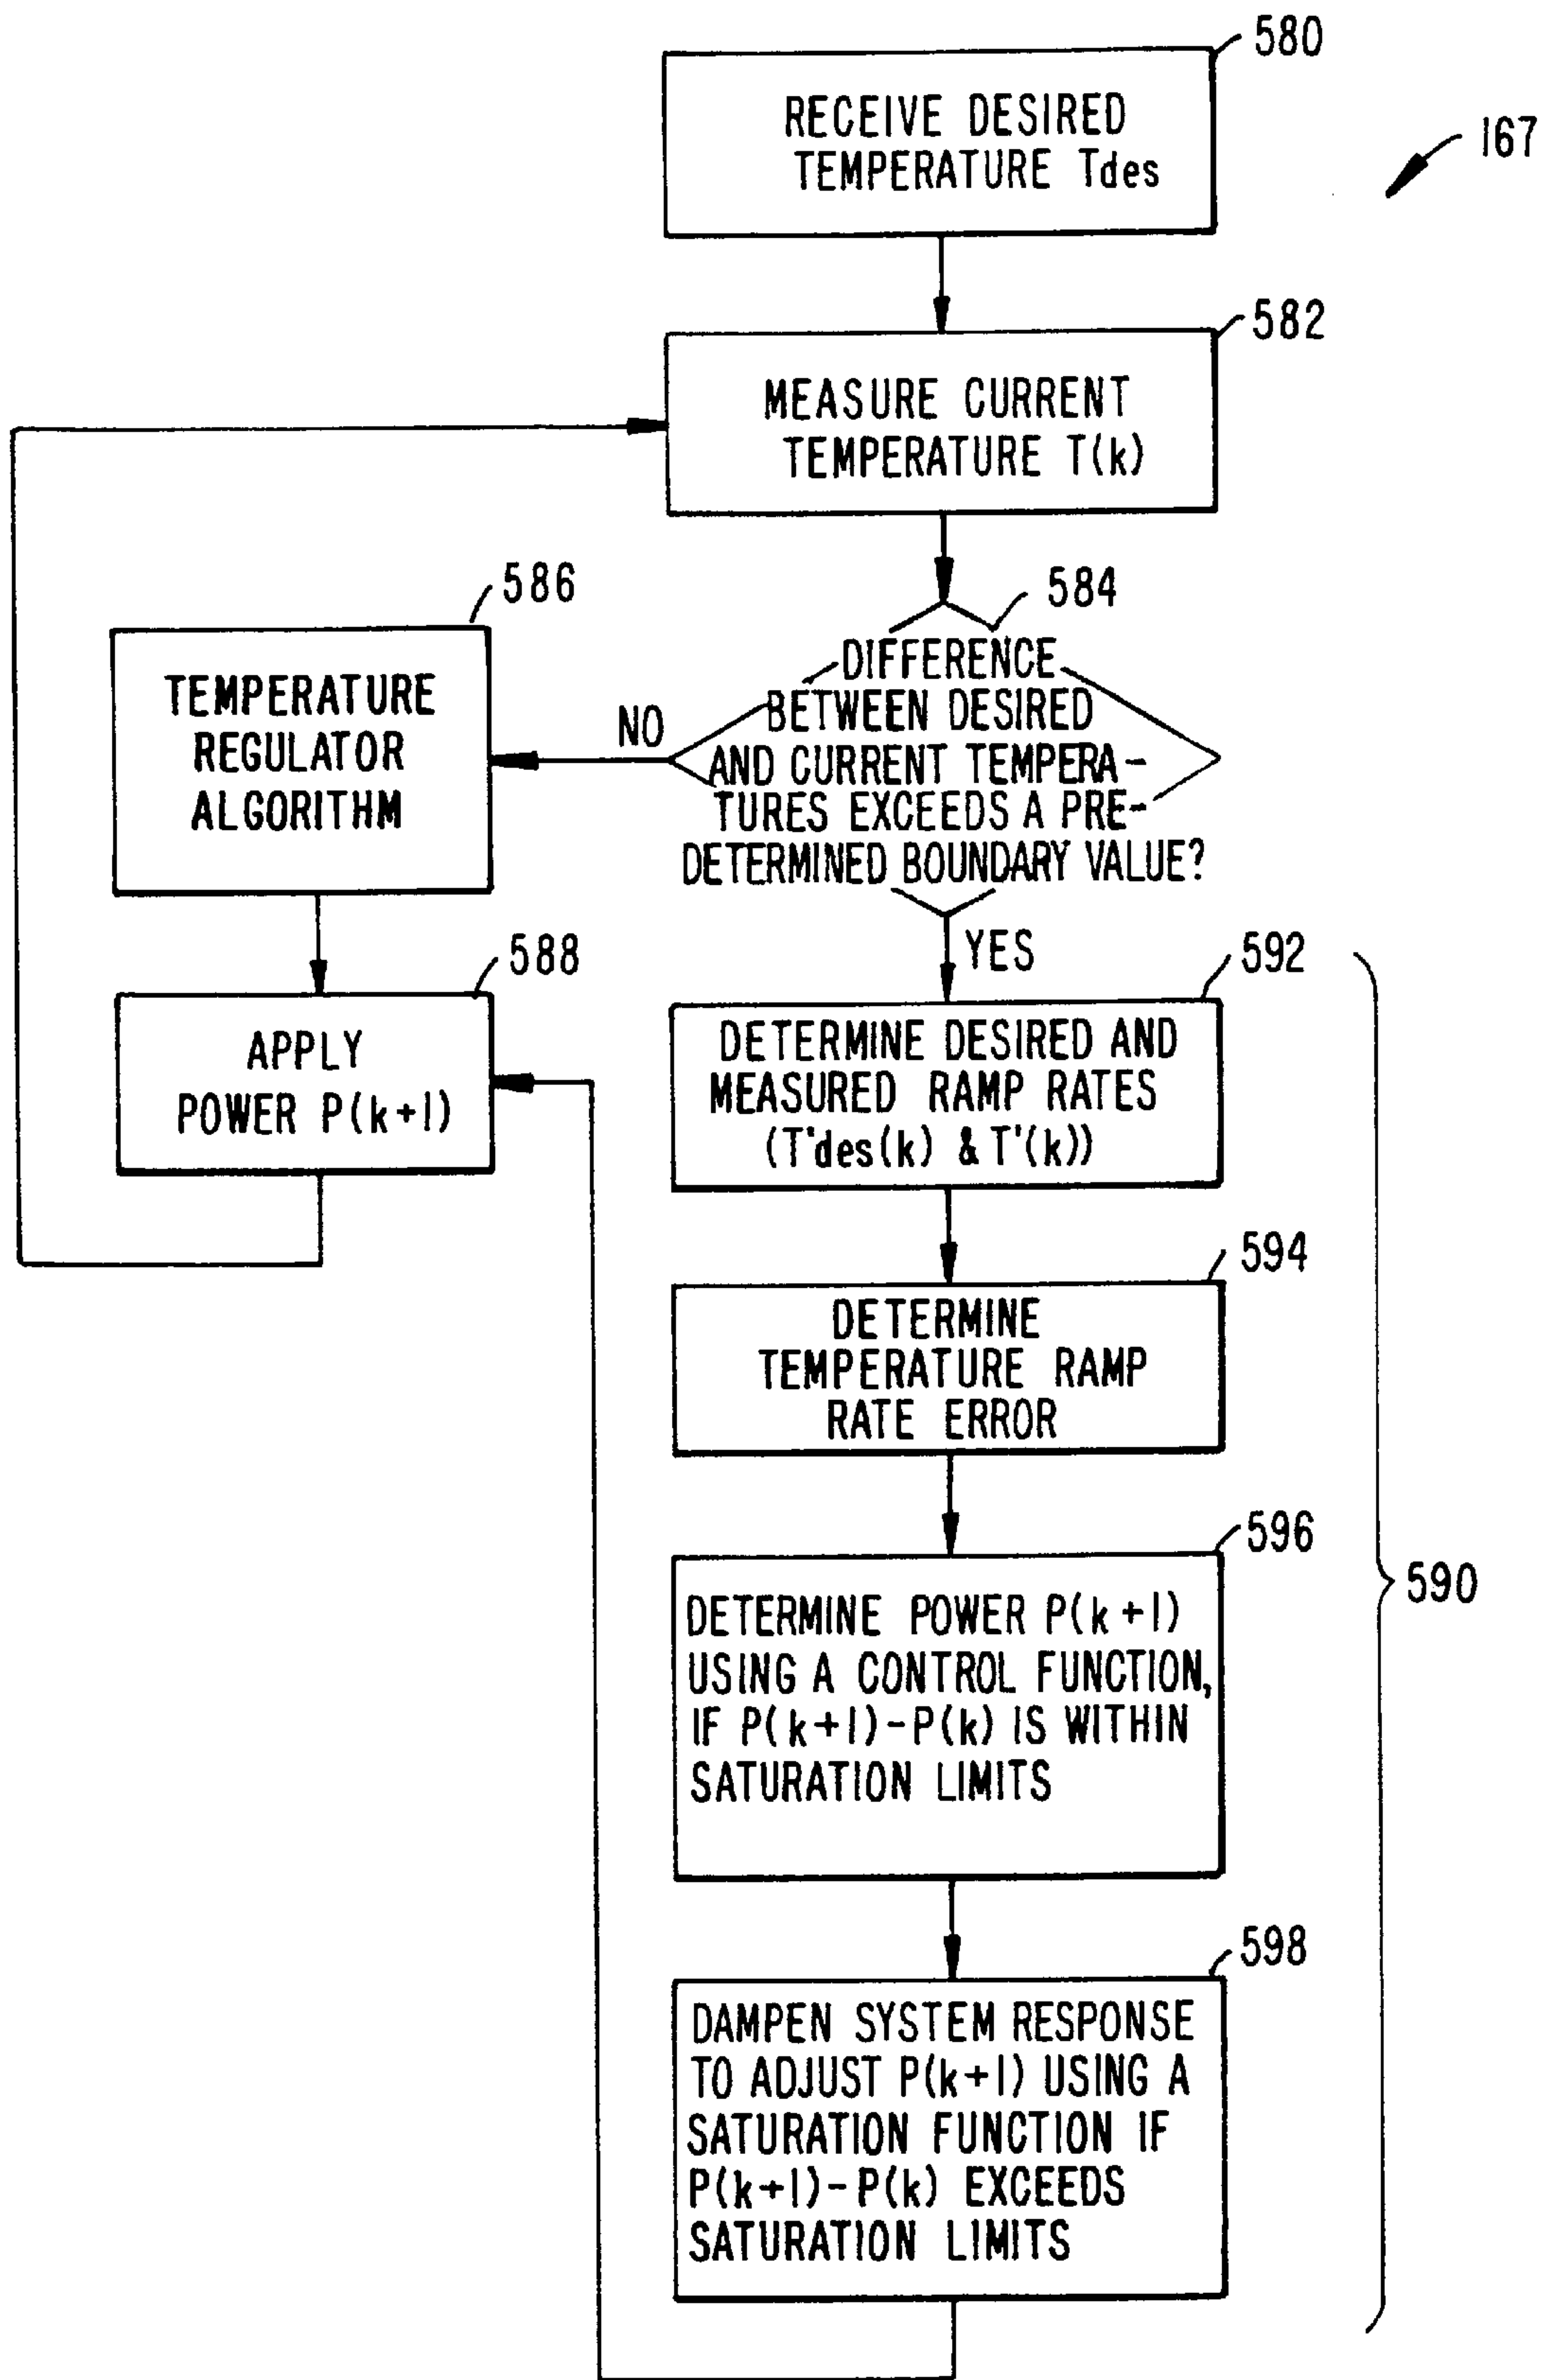 580
RECEIVE DESIRED
TEMPERATURE Tdes
167
582
MEASURE CURRENT
TEMPERATURE T(k)
584
DIFFERENCE
BETWEEN DESIRED
AND CURRENT TEMPERA-
TURES EXCEEDS A PRE-
DETERMINED BOUNDARY VALUE?
NO
586
TEMPERATURE
REGULATOR
ALGORITHM
588
APPLY
POWER P(k+1)
YES
592
DETERMINE DESIRED AND
MEASURED RAMP RATES
(T'des(k) & T'(k))
594
DETERMINE
TEMPERATURE RAMP
RATE ERROR
596
DETERMINE POWER P(k+1)
USING A CONTROL FUNCTION,
IF P(k+1)-P(k) IS WITHIN
SATURATION LIMITS
590
598
DAMPEN SYSTEM RESPONSE
TO ADJUST P(k+1) USING A
SATURATION FUNCTION IF
P(k+1)-P(k) EXCEEDS
SATURATION LIMITS